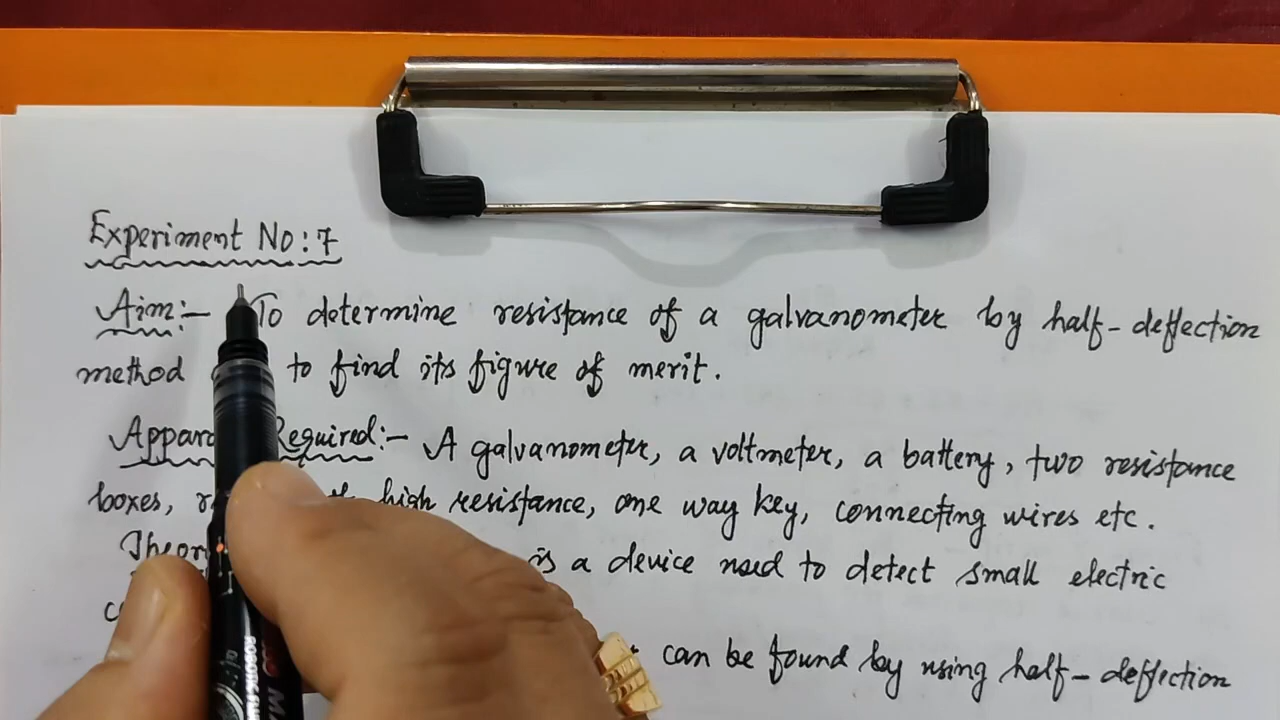 Experiment No:7
Aim:- To determine resistance of a galvanometer by half-deflection
method to find its figure of merit.
Required:- A galvanometer, a voltmeter, a battery, two resistance
boxes, high resistance, one way key, connecting wires etc.
is a device used to detect small electric
can be found by using half-deflection